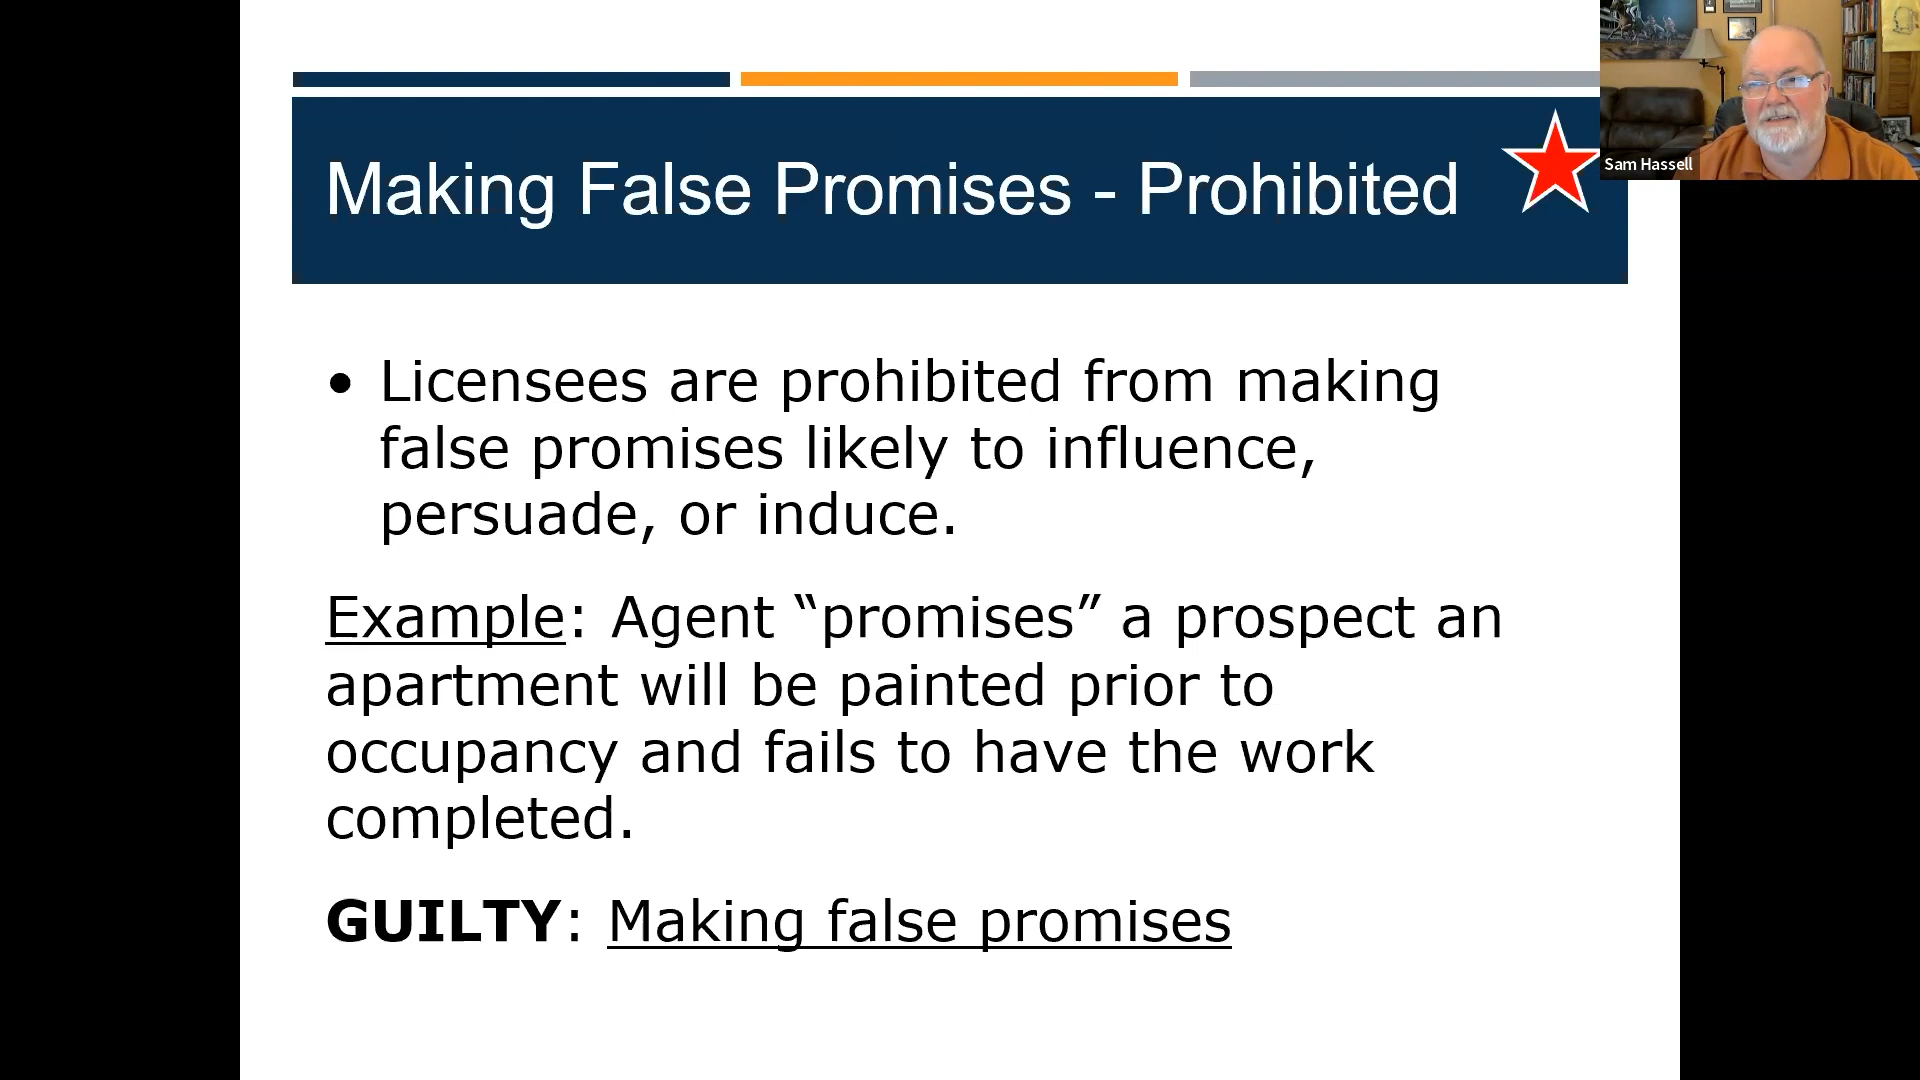 Making False Promises - Prohibited
Sam Hassell
• Licensees are prohibited from making
false promises likely to influence,
persuade, or induce.
Example: Agent “promises” a prospect an
apartment will be painted prior to
occupancy and fails to have the work
completed.
GUILTY: Making false promises